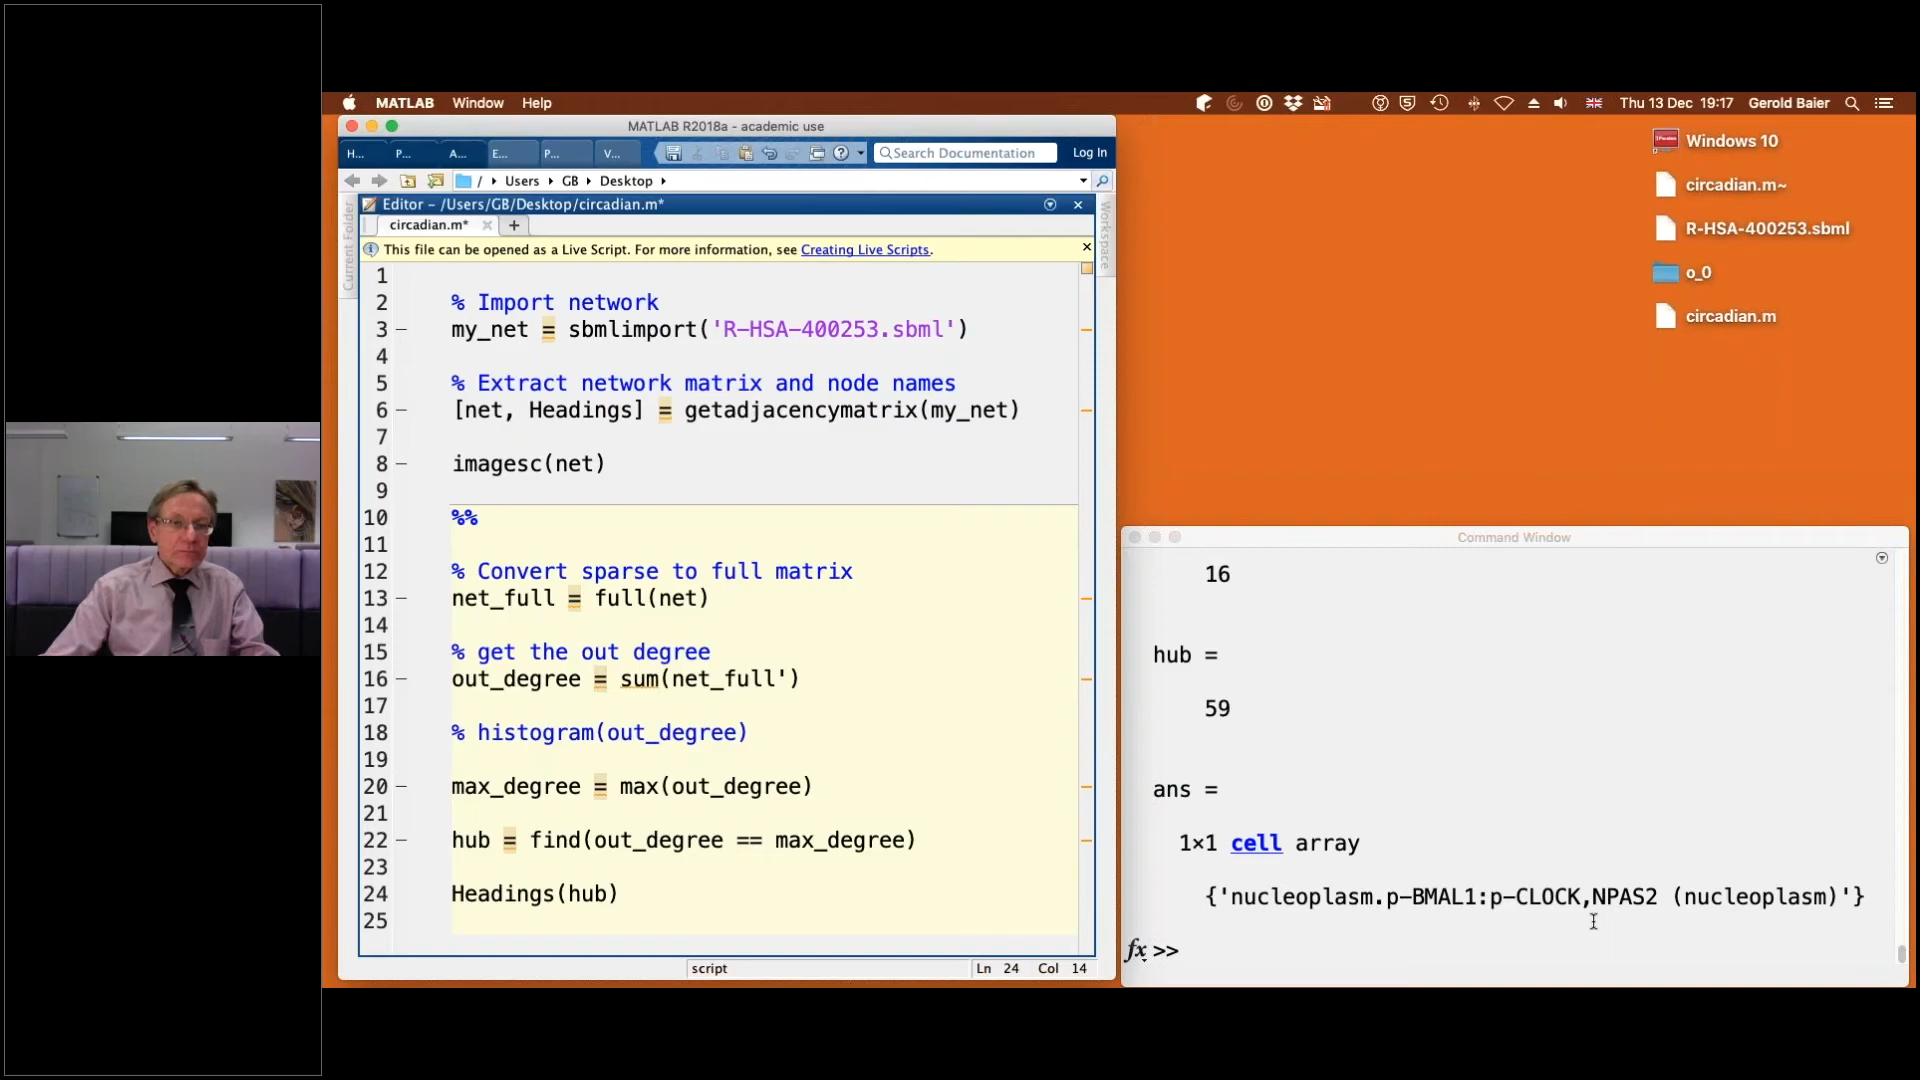 MATLAB Window Help
Thu 13 Dec 19:17 Gerold Baier
MATLAB R2018a - academic use
H... P... A... E... P... V...
Search Documentation
Log In
/ Users GB Desktop
Current Folder
Workspace
Editor - /Users/GB/Desktop/circadian.m*
circadian.m*
This file can be opened as a Live Script. For more information, see Creating Live Scripts.
1
2 % Import network
3 my_net = sbmlimport('R-HSA-400253.sbml')
4
5 % Extract network matrix and node names
6 [net, Headings] = getadjacencymatrix(my_net)
7
8 imagesc(net)
9
10 %%
11
12 % Convert sparse to full matrix
13 net_full = full(net)
14
15 % get the out degree
16 out_degree = sum(net_full')
17
18 % histogram(out_degree)
19
20 max_degree = max(out_degree)
21
22 hub = find(out_degree == max_degree)
23
24 Headings(hub)
25
script
Ln 24 Col 14
Windows 10
circadian.m~
R-HSA-400253.sbml
o_0
circadian.m
Command Window
16
hub =
59
ans =
1×1 cell array
{'nucleoplasm.p-BMAL1:p-CLOCK,NPAS2 (nucleoplasm)'}
fx >>